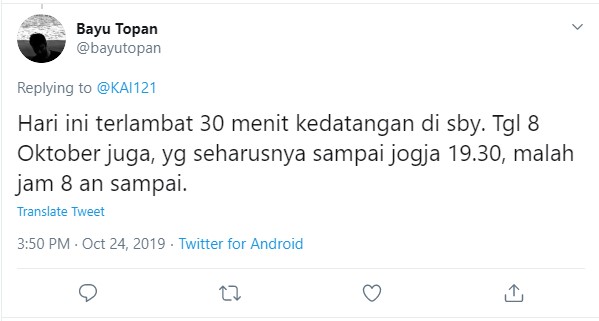 Bayu Topan
@bayutopan
Replying to @KAI121
Hari ini terlambat 30 menit kedatangan di sby. Tgl 8
Oktober juga, yg seharusnya sampai jogja 19.30, malah
jam 8 an sampai.
Translate Tweet
3:50 PM · Oct 24, 2019 · Twitter for Android